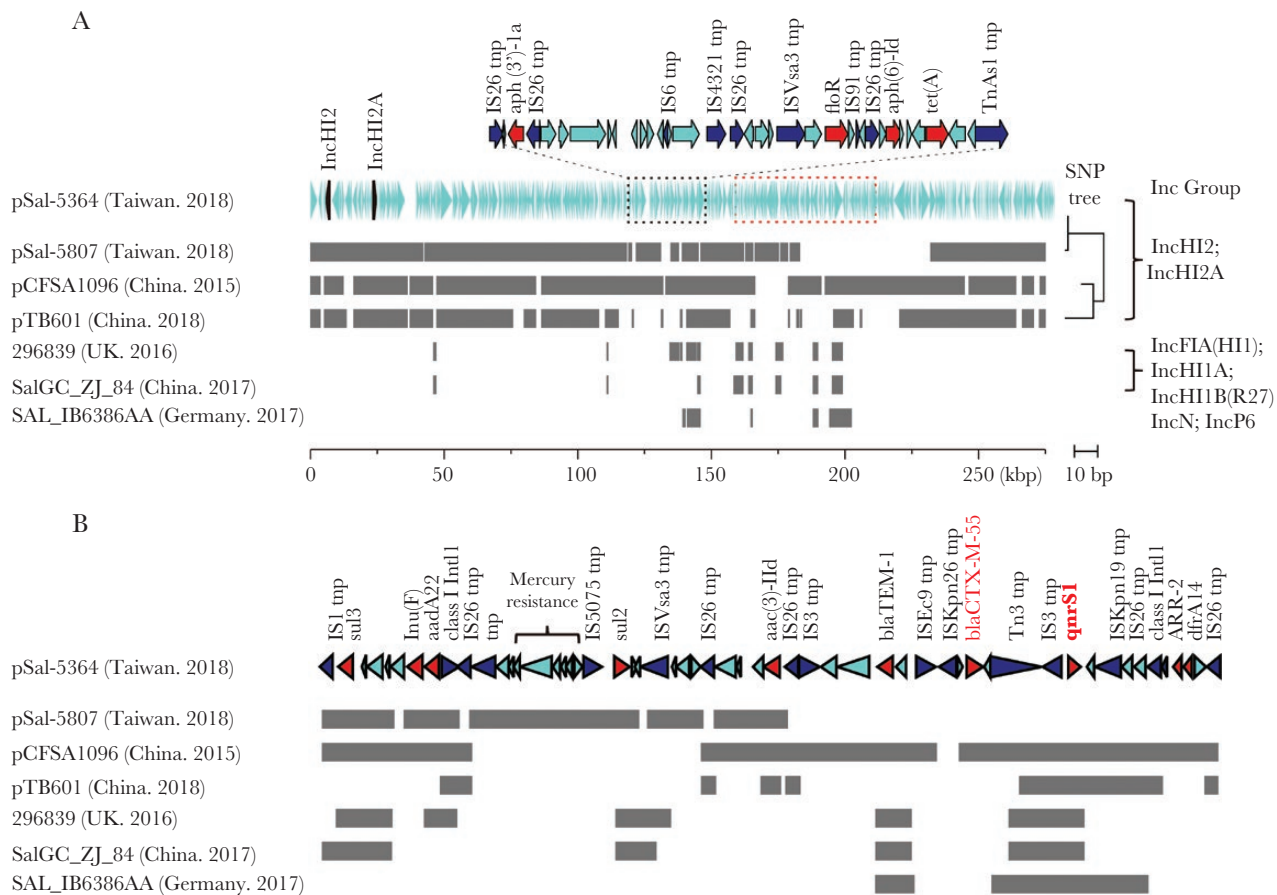 A
IS26 tnp
aph (3')-1a
IS26 tnp
IS6 tnp
IS4321 tnp
IS26 tnp
ISVsa3 tnp
floR
IS91 tnp
IS26 tnp
aph(6)-Id
tet(A)
TnAs1 tnp
IncHI2
IncHI2A
SNP
tree
Inc Group
pSal-5364 (Taiwan. 2018)
pSal-5807 (Taiwan. 2018)
pCFSA1096 (China. 2015)
pTB601 (China. 2018)
296839 (UK. 2016)
SalGC_ZJ_84 (China. 2017)
SAL_IB6386AA (Germany. 2017)
IncHI2;
IncHI2A
IncFIA(HI1);
IncHI1A;
IncHI1B(R27)
IncN; IncP6
0 50 100 150 200 250 (kbp)
10 bp
B
IS1 tnp
sul3
Inu(F)
aadA22
class I Intl1
IS26 tnp
tnp
Mercury
resistance
IS5075 tnp
sul2
ISVsa3 tnp
IS26 tnp
aac(3)-IId
IS26 tnp
IS3 tnp
blaTEM-1
ISEc9 tnp
ISKpn26 tnp
blaCTX-M-55
Tn3 tnp
IS3 tnp
qnrS1
ISKpn19 tnp
IS26 tnp
class I Intl1
ARR-2
dfrA14
IS26 tnp
pSal-5364 (Taiwan. 2018)
pSal-5807 (Taiwan. 2018)
pCFSA1096 (China. 2015)
pTB601 (China. 2018)
296839 (UK. 2016)
SalGC_ZJ_84 (China. 2017)
SAL_IB6386AA (Germany. 2017)